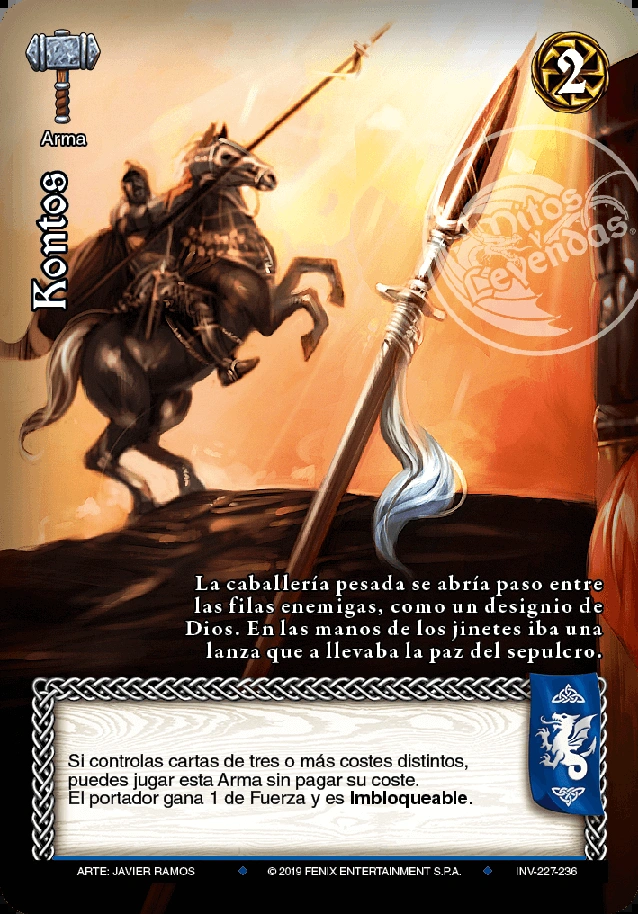 2
Arma
Kontos
Mitos
y
Leyendas
®
La caballería pesada se abría paso entre
las filas enemigas, como un designio de
Dios. En las manos de los jinetes iba una
lanza que a llevaba la paz del sepulcro.
Si controlas cartas de tres o más costes distintos,
puedes jugar esta Arma sin pagar su coste.
El portador gana 1 de Fuerza y es Imbloqueable.
ARTE: JAVIER RAMOS © 2019 FENIX ENTERTAINMENT S.P.A. INV-227-236